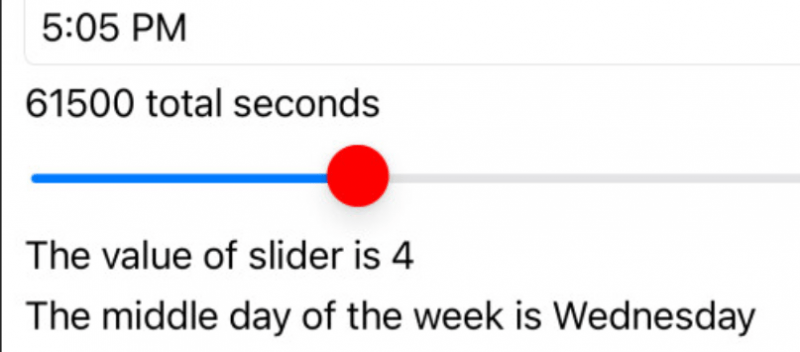 5:05 PM
61500 total seconds
The value of slider is 4
The middle day of the week is Wednesday